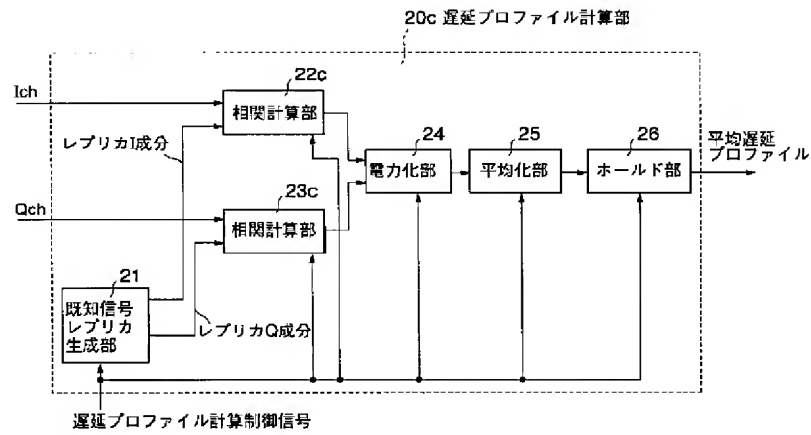 20c 遅延プロファイル計算部
Ich
22c
相関計算部
レプリカI成分
24
電力化部
25
平均化部
26
ホールド部
平均遅延
プロファイル
Qch
23c
相関計算部
21
既知信号
レプリカ
生成部
レプリカQ成分
遅延プロファイル計算制御信号